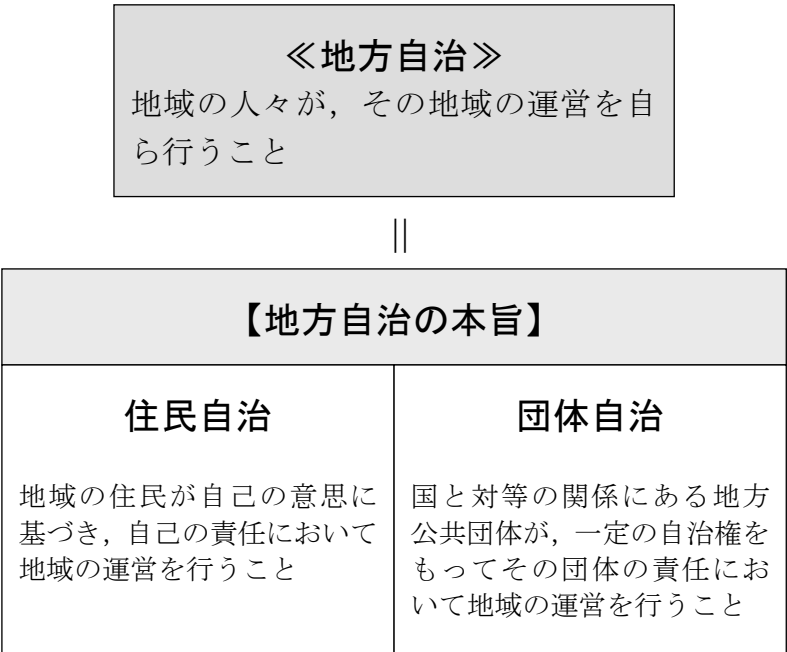 ≪地方自治≫
地域の人々が，その地域の運営を自
ら行うこと
||
【地方自治の本旨】
住民自治
地域の住民が自己の意思に
基づき，自己の責任において
地域の運営を行うこと
団体自治
国と対等の関係にある地方
公共団体が，一定の自治権を
もってその団体の責任にお
いて地域の運営を行うこと